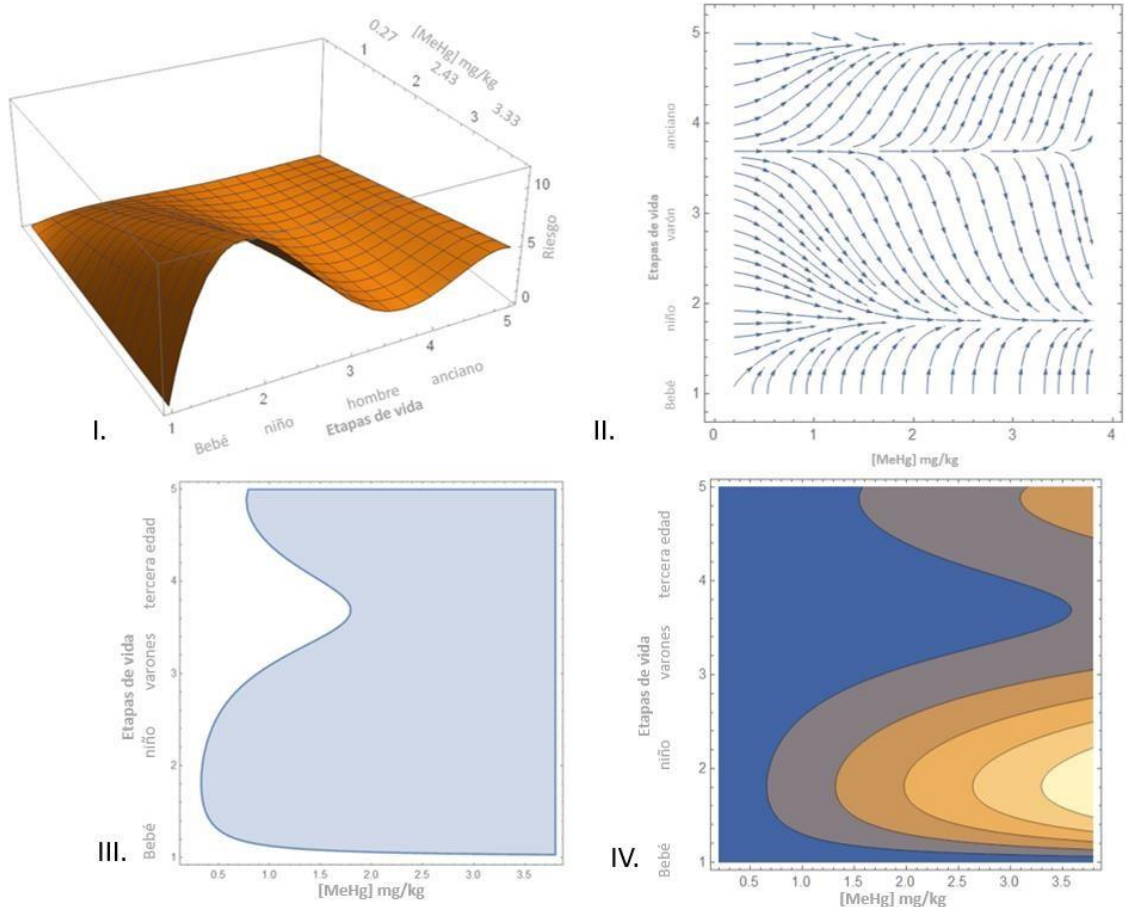 0.27
[MeHg] mg/kg
2.43
3.33
1
2
3
10
5
0
Riesgo
1
2
3
4
5
Bebé
niño
hombre
anciano
Etapas de vida
I.
5
4
3
2
1
anciano
varón
niño
Bebé
Etapas de vida
0
1
2
3
4
[MeHg] mg/kg
II.
5
4
3
2
1
tercera edad
varones
niño
Bebé
Etapas de vida
0.5
1.0
1.5
2.0
2.5
3.0
3.5
[MeHg] mg/kg
III.
5
4
3
2
1
tercera edad
varones
niño
Bebé
Etapas de vida
0.5
1.0
1.5
2.0
2.5
3.0
3.5
[MeHg] mg/kg
IV.